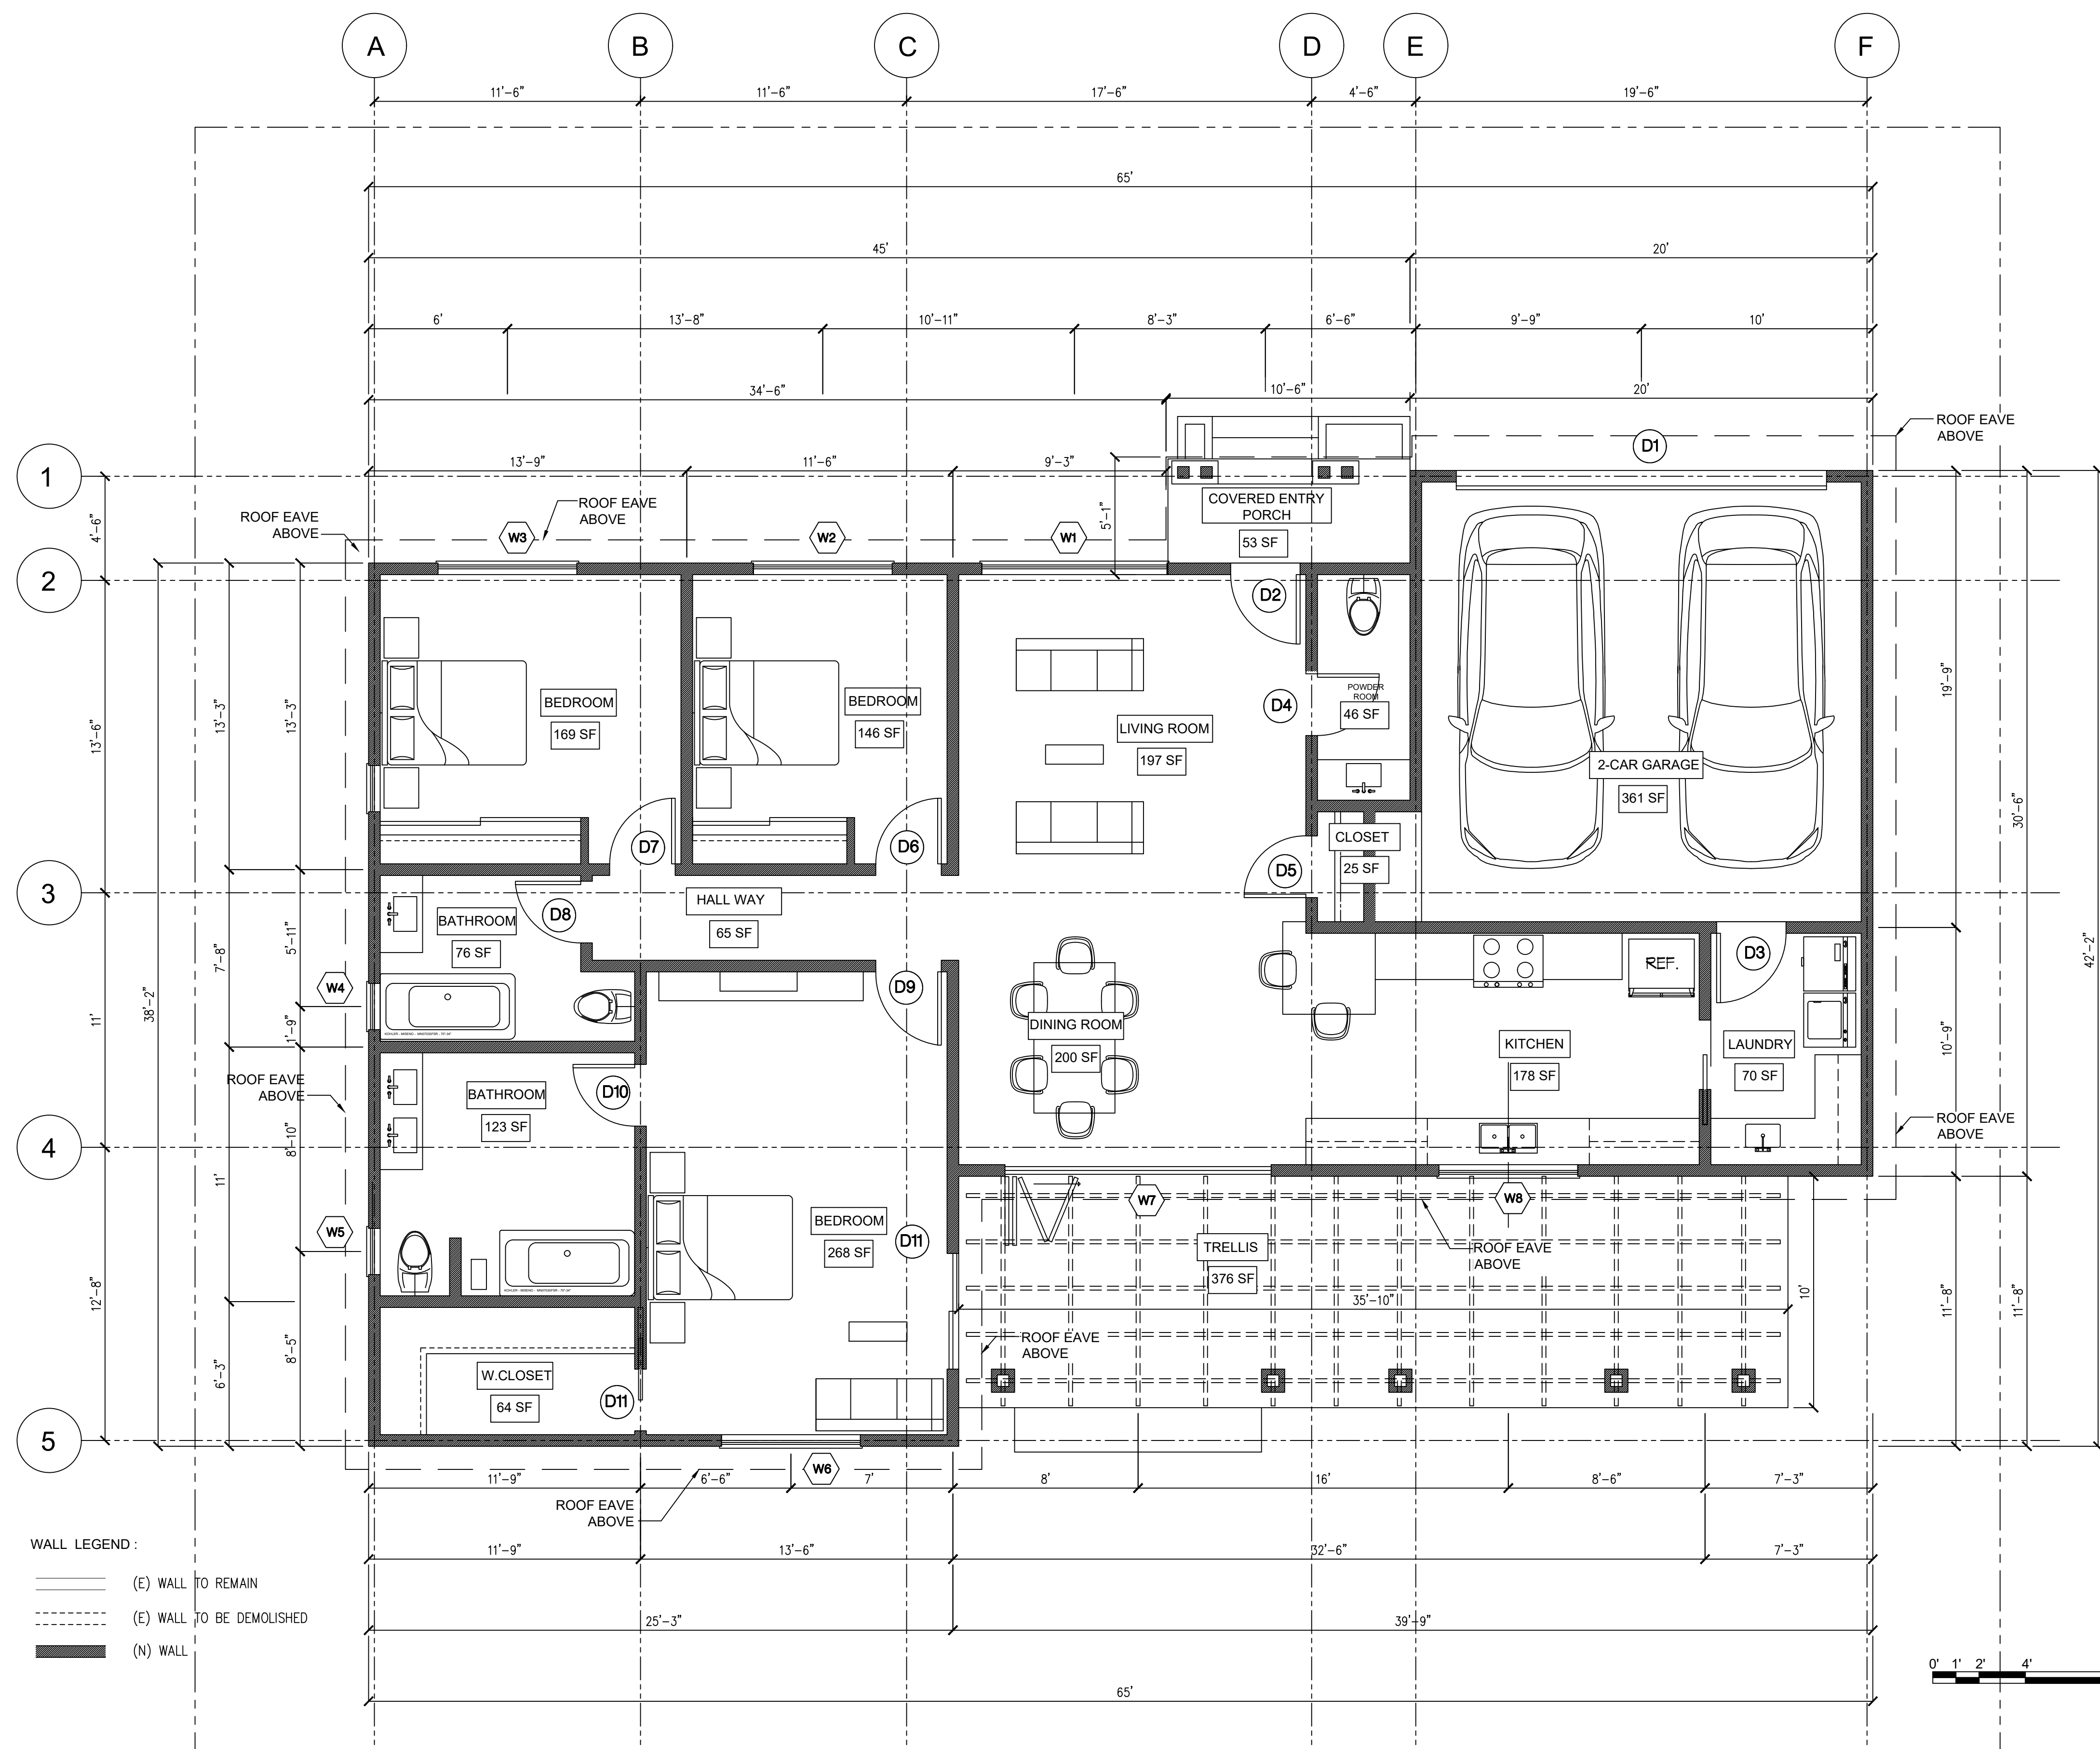 A B C D E F
11'-6" 11'-6" 17'-6" 4'-6" 19'-6"
65'
45' 20'
6' 13'-8" 10'-11" 8'-3" 6'-6" 9'-9" 10'
34'-6" 10'-6" 20'
ROOF EAVE
ABOVE
D1
13'-9" 11'-6" 9'-3"
1
COVERED ENTRY
PORCH
53 SF
5'-1"
ROOF EAVE
ABOVE
ROOF EAVE
ABOVE
W3 W2 W1
4'-6"
2
D2
BEDROOM
169 SF
BEDROOM
146 SF
LIVING ROOM
197 SF
D4
POWDER
ROOM
46 SF
2-CAR GARAGE
361 SF
13'-6"
38'-2"
13'-3"
13'-3"
19'-9"
30'-6"
42'-2"
D7 D6 D5
CLOSET
25 SF
3
HALL WAY
65 SF
D8
BATHROOM
76 SF
D9
D3
REF.
W4
11'
7'-8"
5'-11"
1'-9"
10'-9"
DINING ROOM
200 SF
KITCHEN
178 SF
LAUNDRY
70 SF
ROOF EAVE
ABOVE
D10
BATHROOM
123 SF
4
ROOF EAVE
ABOVE
11'
8'-10"
W5
W7 W8
BEDROOM
268 SF
D11
TRELLIS
376 SF
ROOF EAVE
ABOVE
35'-10"
10'
11'-8"
11'-8"
12'-8"
6'-3"
8'-5"
ROOF EAVE
ABOVE
W.CLOSET
64 SF
D11
5
W6
11'-9" 6'-6" 7' 8' 16' 8'-6" 7'-3"
ROOF EAVE
ABOVE
11'-9" 13'-6" 32'-6" 7'-3"
25'-3" 39'-9"
65'
WALL LEGEND :
(E) WALL TO REMAIN
(E) WALL TO BE DEMOLISHED
(N) WALL
0' 1' 2' 4'